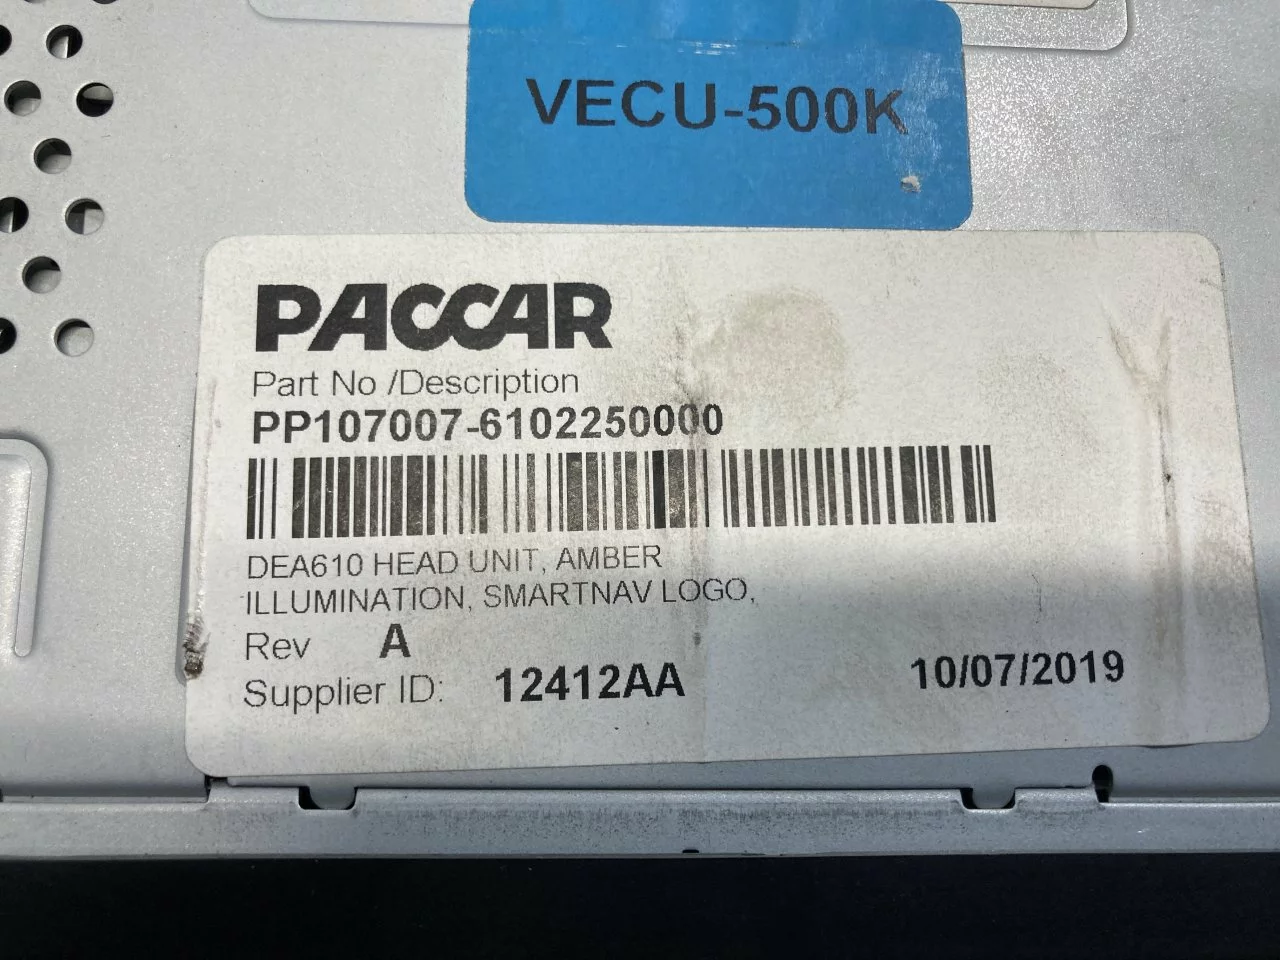 VECU-500K
PACCAR
Part No /Description
PP107007-6102250000
DEA610 HEAD UNIT, AMBER
ILLUMINATION, SMARTNAV LOGO,
Rev A
Supplier ID: 12412AA 10/07/2019